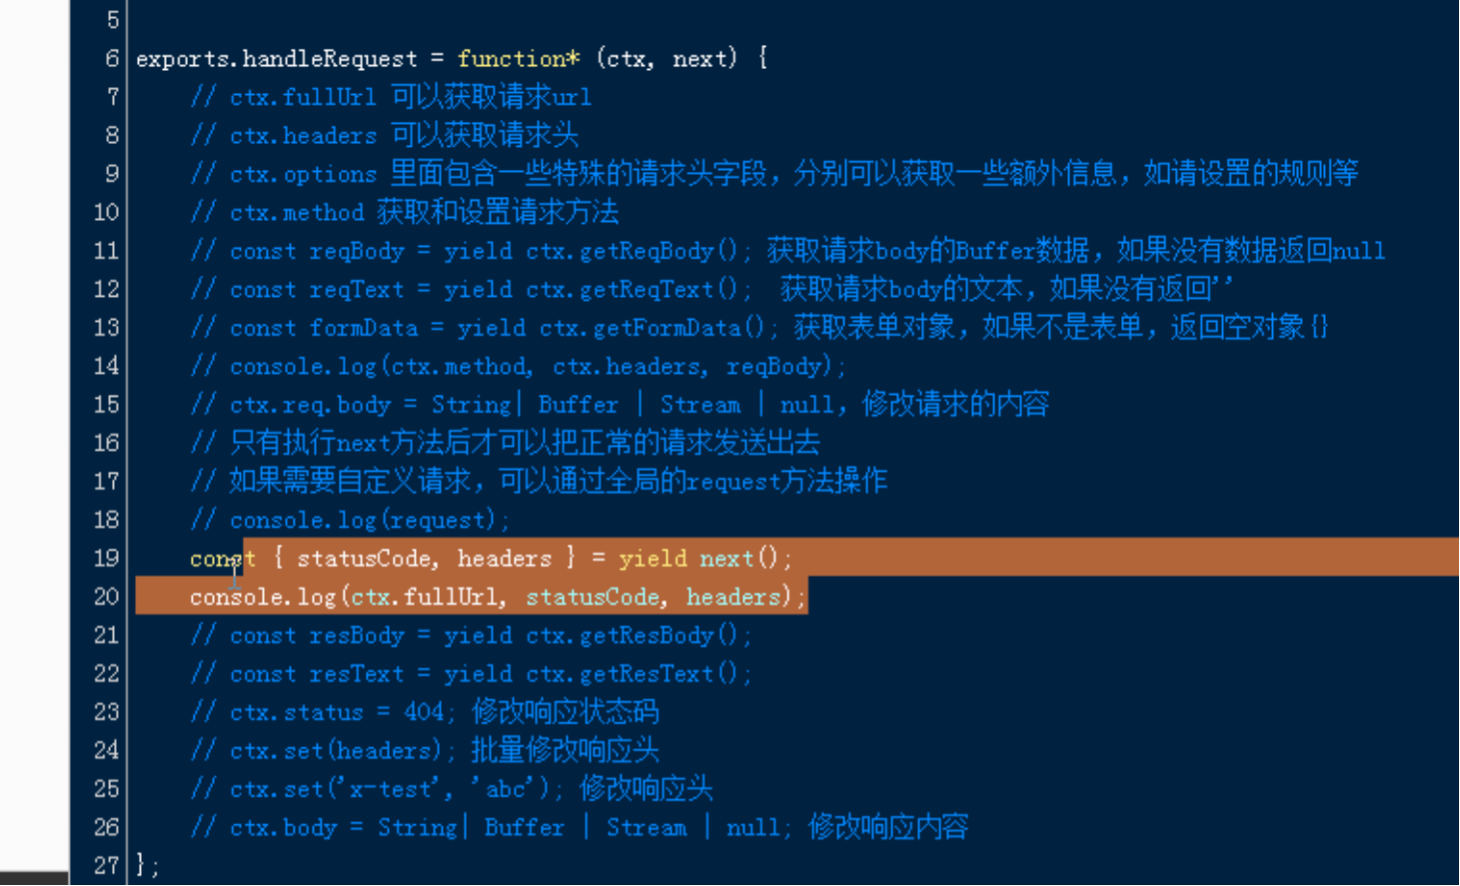 5
6 exports.handleRequest = function* (ctx, next) {
7 // ctx.fullUrl 可以获取请求url
8 // ctx.headers 可以获取请求头
9 // ctx.options 里面包含一些特殊的请求头字段，分别可以获取一些额外信息，如请设置的规则等
10 // ctx.method 获取和设置请求方法
11 // const reqBody = yield ctx.getReqBody(); 获取请求body的Buffer数据，如果没有数据返回null
12 // const reqText = yield ctx.getReqText(); 获取请求body的文本，如果没有返回''
13 // const formData = yield ctx.getFormData(); 获取表单对象，如果不是表单，返回空对象{}
14 // console.log(ctx.method, ctx.headers, reqBody);
15 // ctx.req.body = String| Buffer | Stream | null，修改请求的内容
16 // 只有执行next方法后才可以把正常的请求发送出去
17 // 如果需要自定义请求，可以通过全局的request方法操作
18 // console.log(request);
19 const { statusCode, headers } = yield next();
20 console.log(ctx.fullUrl, statusCode, headers);
21 // const resBody = yield ctx.getResBody();
22 // const resText = yield ctx.getResText();
23 // ctx.status = 404; 修改响应状态码
24 // ctx.set(headers); 批量修改响应头
25 // ctx.set('x-test', 'abc'); 修改响应头
26 // ctx.body = String| Buffer | Stream | null; 修改响应内容
27 };